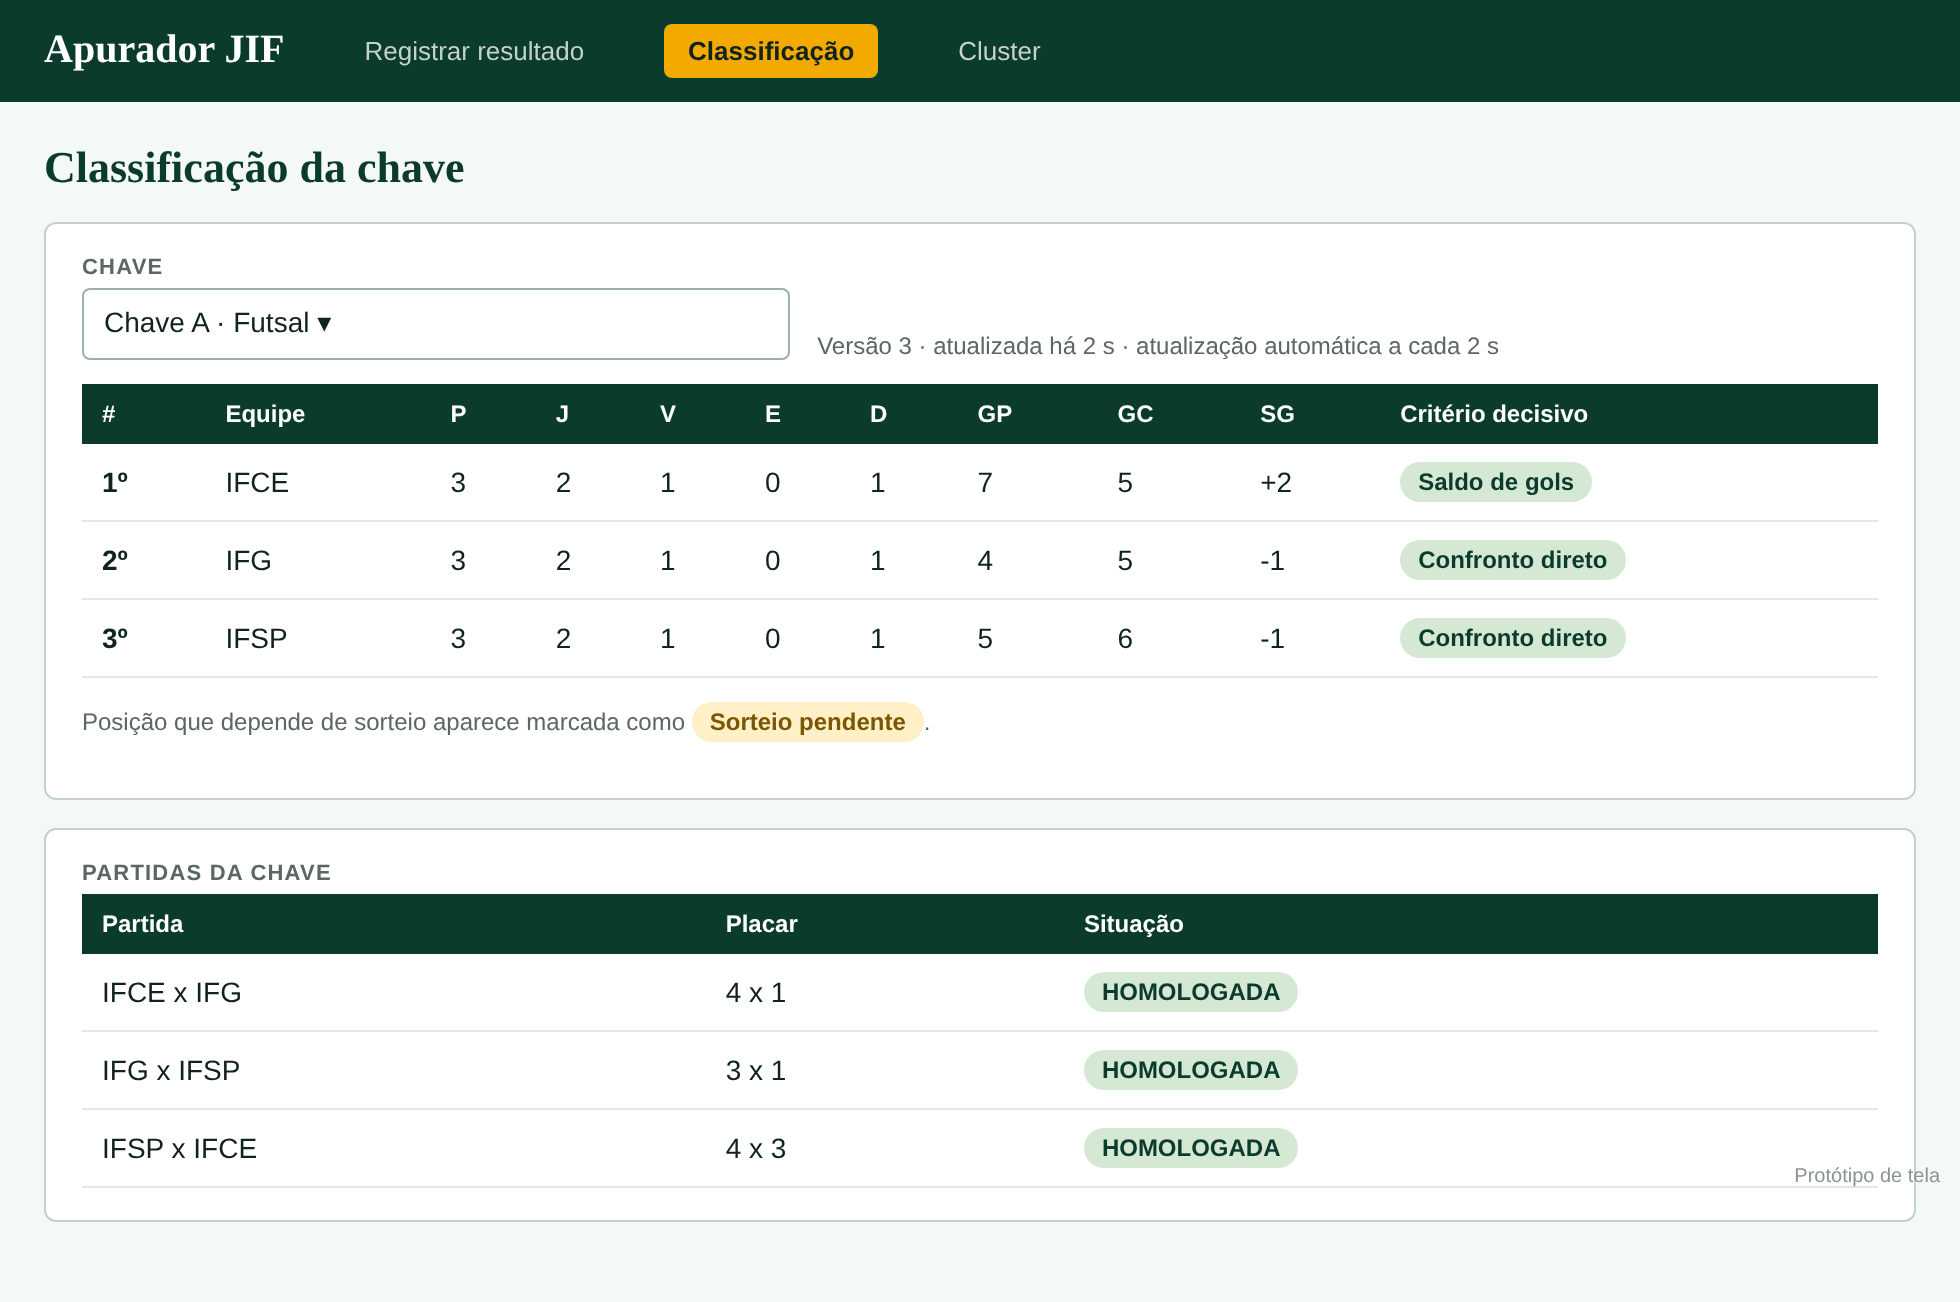 Apurador JIF Registrar resultado Classificação Cluster
Classificação da chave
CHAVE
Chave A · Futsal ▾
Versão 3 · atualizada há 2 s · atualização automática a cada 2 s
# Equipe P J V E D GP GC SG Critério decisivo
1º IFCE 3 2 1 0 1 7 5 +2 Saldo de gols
2º IFG 3 2 1 0 1 4 5 -1 Confronto direto
3º IFSP 3 2 1 0 1 5 6 -1 Confronto direto
Posição que depende de sorteio aparece marcada como Sorteio pendente.
PARTIDAS DA CHAVE
Partida Placar Situação
IFCE x IFG 4 x 1 HOMOLOGADA
IFG x IFSP 3 x 1 HOMOLOGADA
IFSP x IFCE 4 x 3 HOMOLOGADA
Protótipo de tela